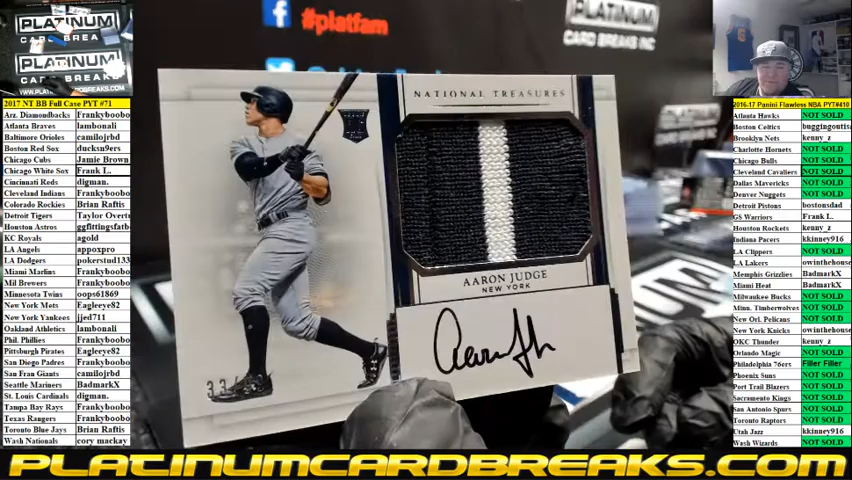 PLATINUM
PLATINUM
CARD BREAKS
WWW.PLATIN
#platfam
PLATINUM
CARD BREAKS INC
2017 NT BB Full Case PYT #71
Arz. Diamondbacks Frankyboobo
Atlanta Braves lambonali
Baltimore Orioles camilojrbd
Boston Red Sox ducksn9ers
Chicago Cubs Jamie Brown
Chicago White Sox Frank L.
Cincinnati Reds digman.
Cleveland Indians Frankyboobo
Colorado Rockies Brian Raftis
Detroit Tigers Taylor Overt
Houston Astros ggfittingsfatb
KC Royals agold
LA Angels appoxpro
LA Dodgers pokerstnd133
Miami Marlins Frankyboobo
Mil Brewers Frankyboobo
Minnesota Twins oops61869
New York Mets Eagleeye82
New York Yankees jjed711
Oakland Athletics lambonali
Phil. Phillies Frankyboobo
Pittsburgh Pirates Eagleeye82
San Diego Padres Frankyboobo
San Fran Giants camilojrbd
Seattle Mariners BadmarkX
St. Louis Cardinals digman.
Tampa Bay Rays Frankyboobo
Texas Rangers Frankyboobo
Toronto Blue Jays Brian Raftis
Wash Nationals cory mackay
NATIONAL TREASURES
AARON JUDGE
NEW YORK
2016-17 Panini Flawless NBA PYT#410
Atlanta Hawks NOT SOLD
Boston Celtics buggingoutins
Brooklyn Nets kenny_z
Charlotte Hornets NOT SOLD
Chicago Bulls NOT SOLD
Cleveland Cavaliers NOT SOLD
Dallas Mavericks NOT SOLD
Denver Nuggets NOT SOLD
Detroit Pistons bostonsdad
GS Warriors Frank L.
Houston Rockets kenny_z
Indiana Pacers kkinney916
LA Clippers NOT SOLD
LA Lakers owinthehouse
Memphis Grizzlies BadmarkX
Miami Heat BadmarkX
Milwaukee Bucks NOT SOLD
Minn. Timberwolves NOT SOLD
New Orl. Pelicans NOT SOLD
New York Knicks owinthehouse
OKC Thunder kenny_z
Orlando Magic NOT SOLD
Philadelphia 76ers Filler Filler
Phoenix Suns NOT SOLD
Port Trail Blazers NOT SOLD
Sacramento Kings NOT SOLD
San Antonio Spurs NOT SOLD
Toronto Raptors NOT SOLD
Utah Jazz kkinney916
Wash Wizards NOT SOLD
PLATINUMCARDBREAKS.COM